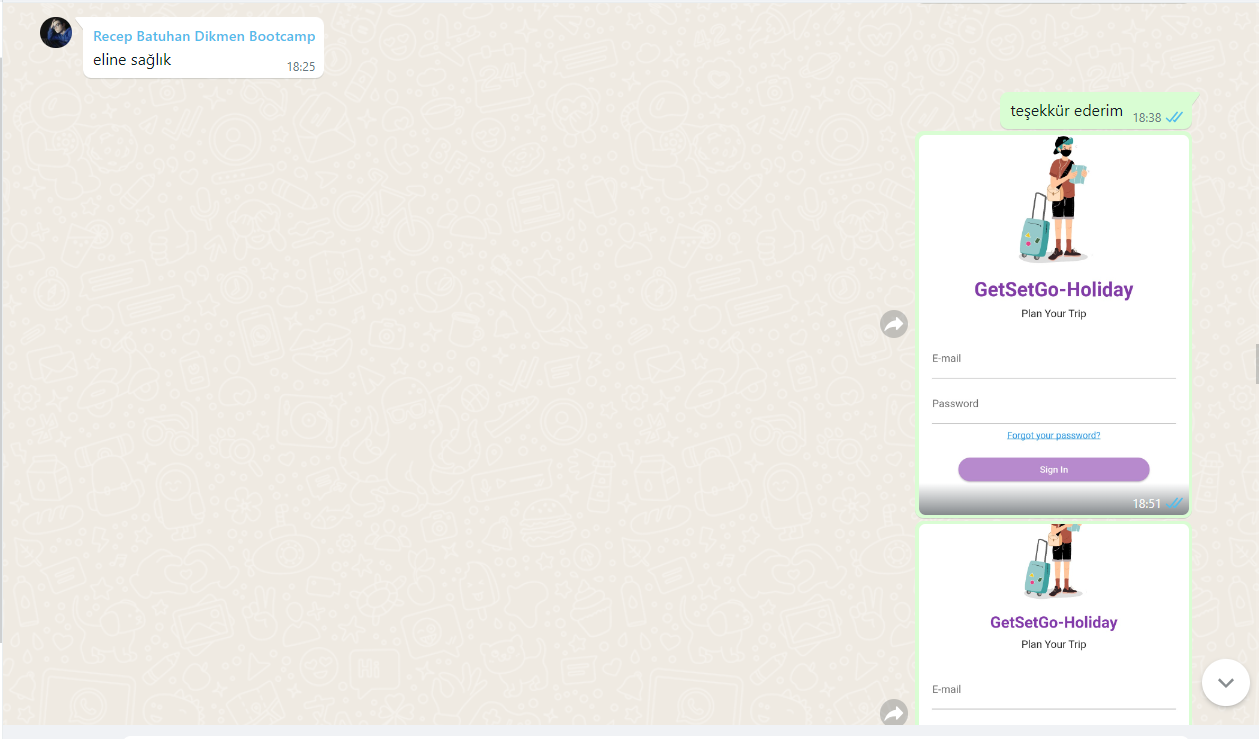 Recep Batuhan Dikmen Bootcamp
eline sağlık
18:25
teşekkür ederim
18:38
GetSetGo-Holiday
Plan Your Trip
E-mail
Password
Forgot your password?
Sign In
18:51
GetSetGo-Holiday
Plan Your Trip
E-mail